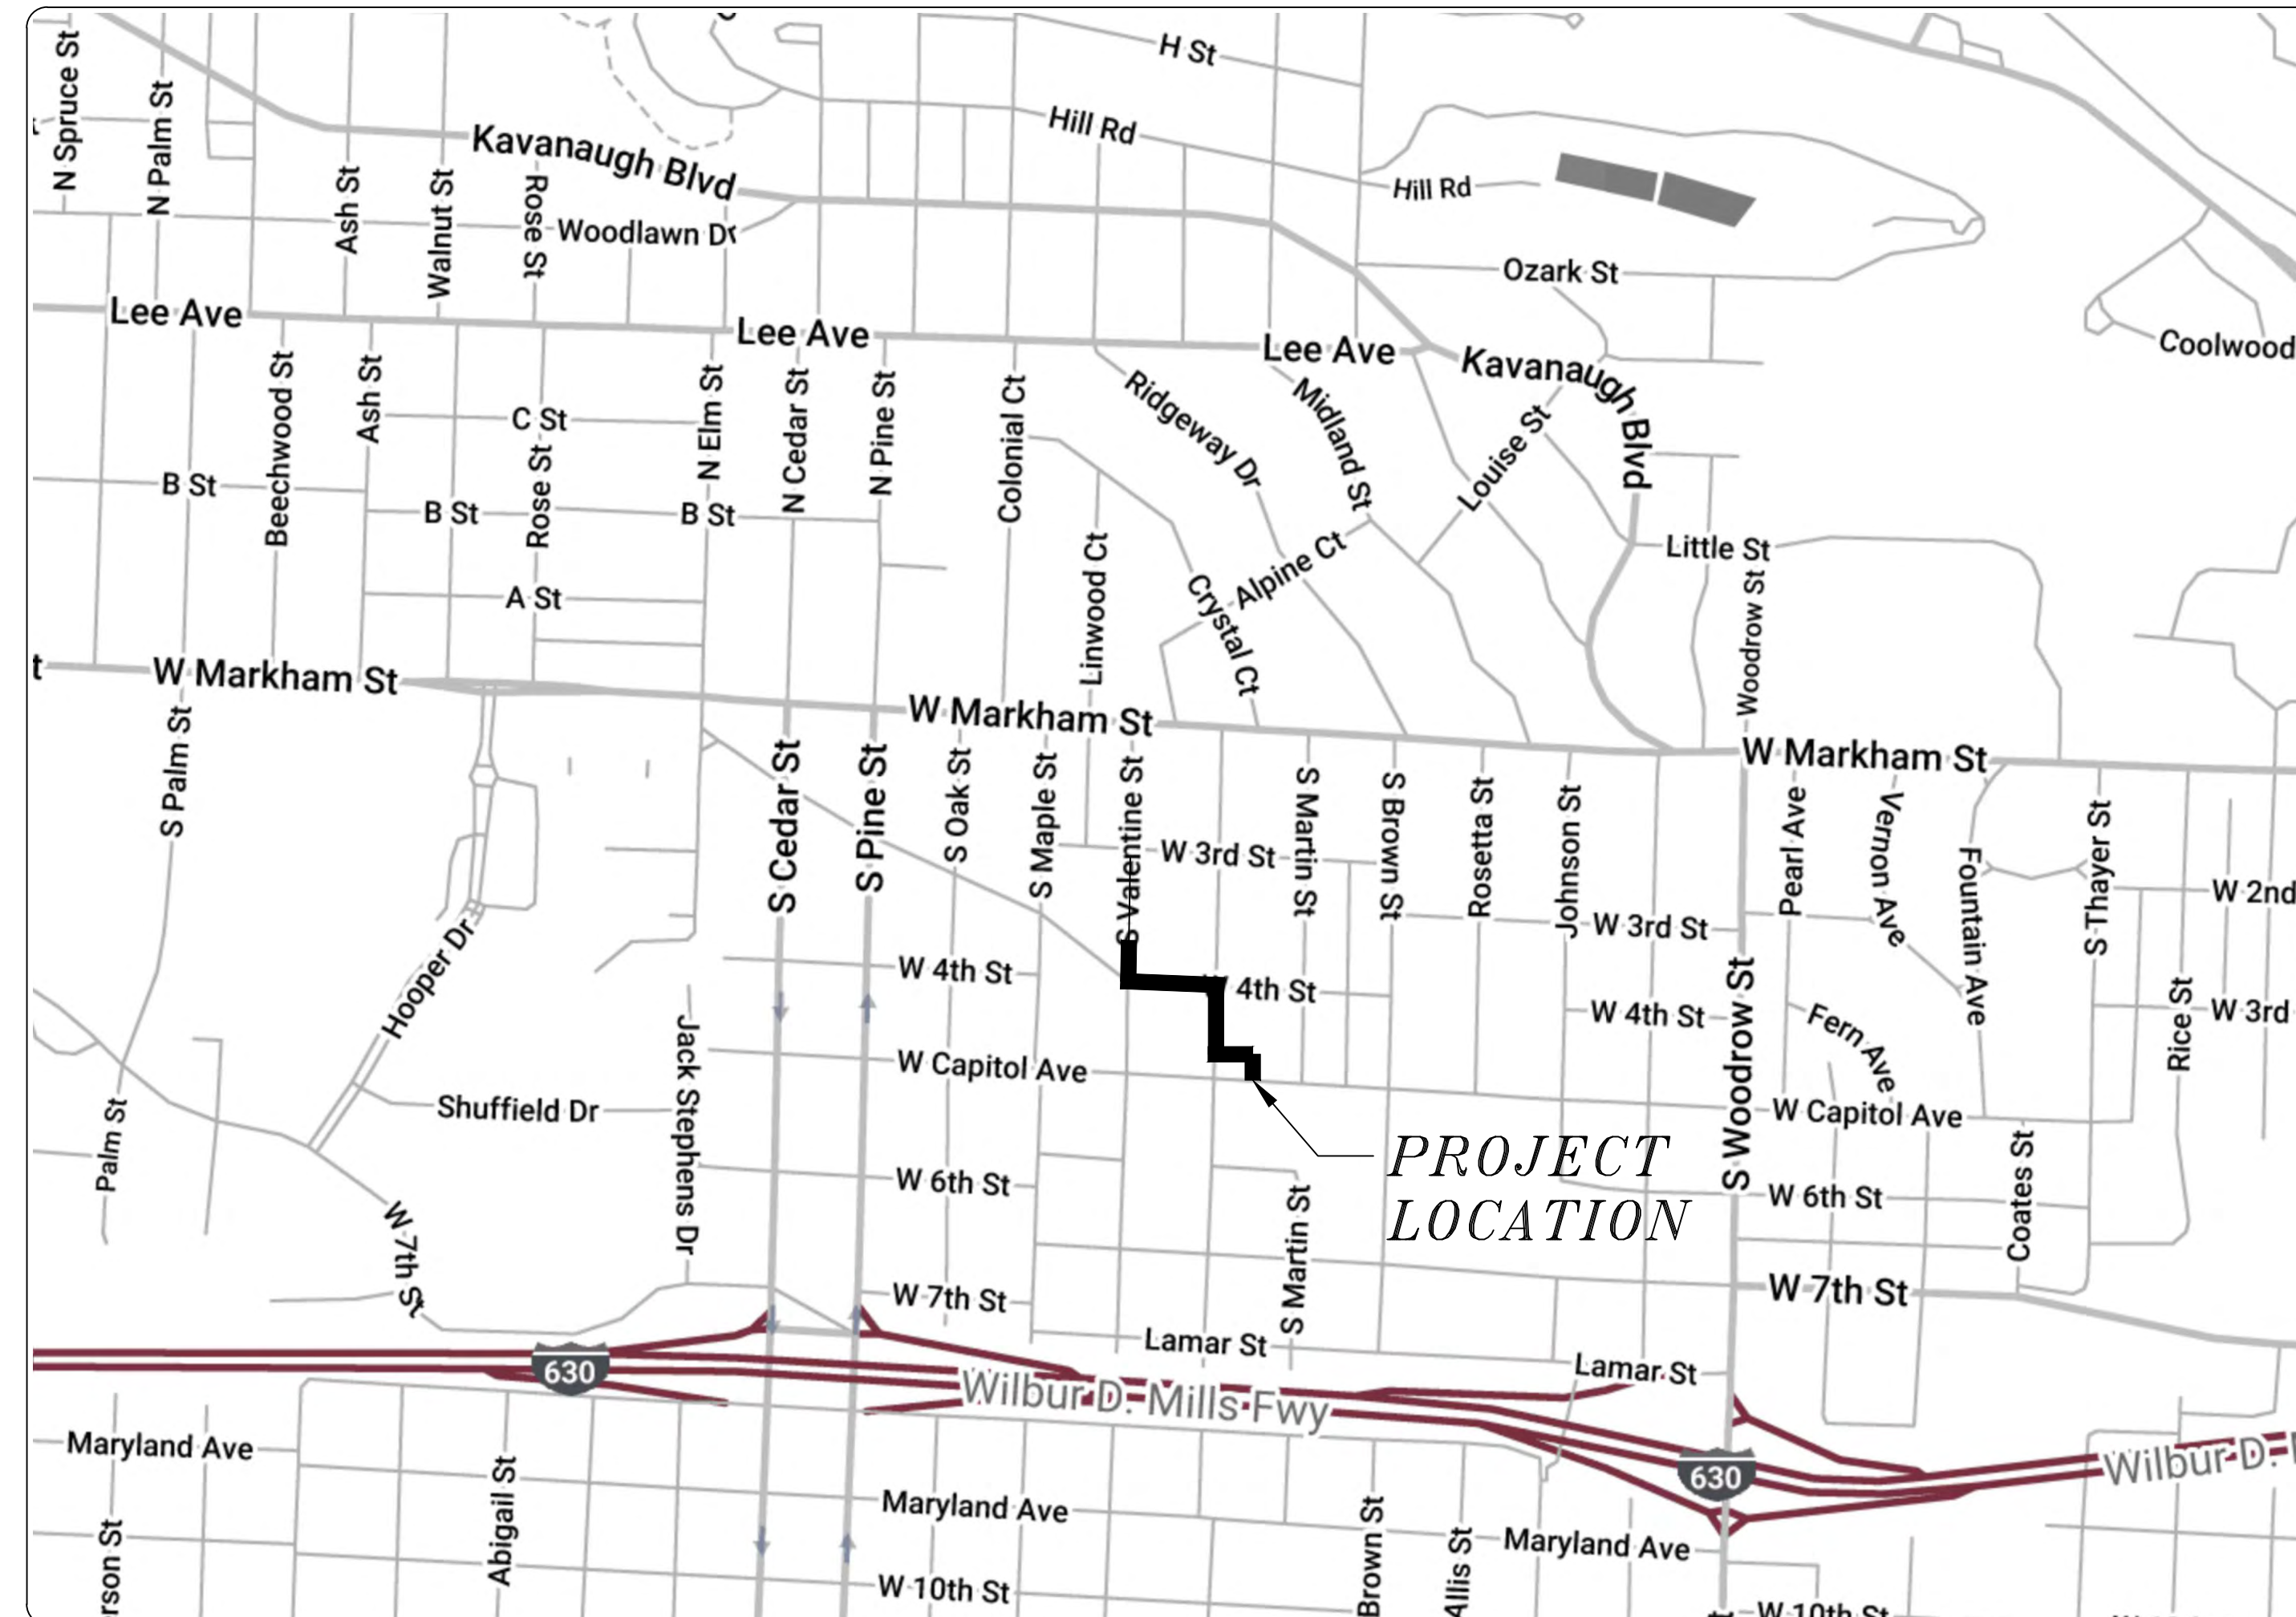 H St
Hill Rd
Hill Rd
N Spruce St
N Palm St
Kavanaugh Blvd
Ash St
Walnut St
Rose St
Woodlawn Dr
Ozark St
Lee Ave
Lee Ave
Lee Ave
Kavanaugh Blvd
Coolwood
Beechwood St
Ash St
C St
N Elm St
N Cedar St
N Pine St
Colonial Ct
Ridgeway Dr
Midland St
Louise St
B St
B St
Rose St
B St
Linwood Ct
Alpine Ct
Crystal Ct
Little St
Woodrow St
A St
t
W Markham St
W Markham St
W Markham St
S Palm St
S Cedar St
S Pine St
S Oak St
S Maple St
S Valentine St
W 3rd St
S Martin St
S Brown St
Rosetta St
Johnson St
W 3rd St
Pearl Ave
Vernon Ave
Fountain Ave
S Thayer St
W 2nd
Hooper Dr
W 4th St
4th St
W 4th St
S Woodrow St
Fern Ave
Rice St
W 3rd
Jack Stephens Dr
W Capitol Ave
W Capitol Ave
Palm St
Shuffield Dr
PROJECT
LOCATION
W 6th St
W 6th St
Coates St
W 7th St
S Martin St
W 7th St
W 7th St
Lamar St
Lamar St
630
Wilbur D. Mills Fwy
630
Wilbur D.
Maryland Ave
Abigail St
Maryland Ave
Maryland Ave
erson St
Brown St
Allis St
W 10th St
W 10th St